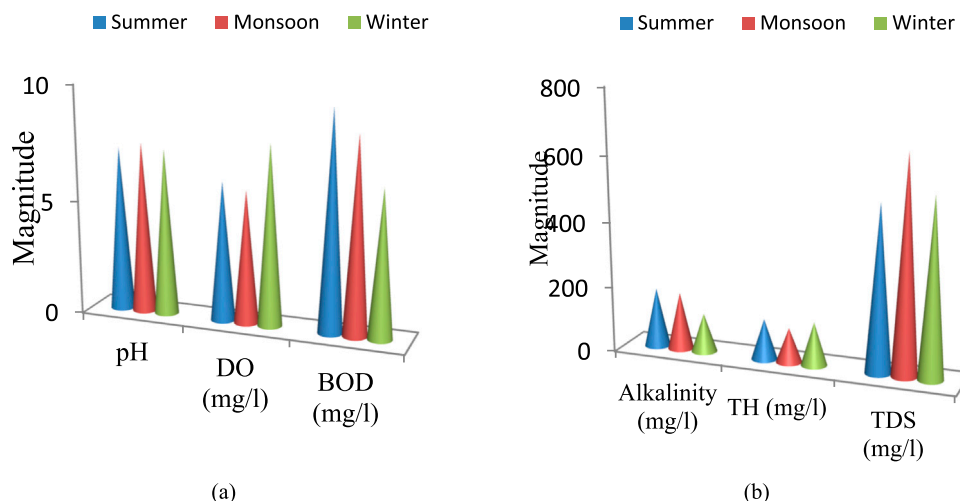 Summer Monsoon Winter
10
5
0
Magnitude
pH
DO
(mg/l)
BOD
(mg/l)
(a)
Summer Monsoon Winter
800
600
400
200
0
Magnitude
Alkalinity
(mg/l)
TH (mg/l)
TDS
(mg/l)
(b)